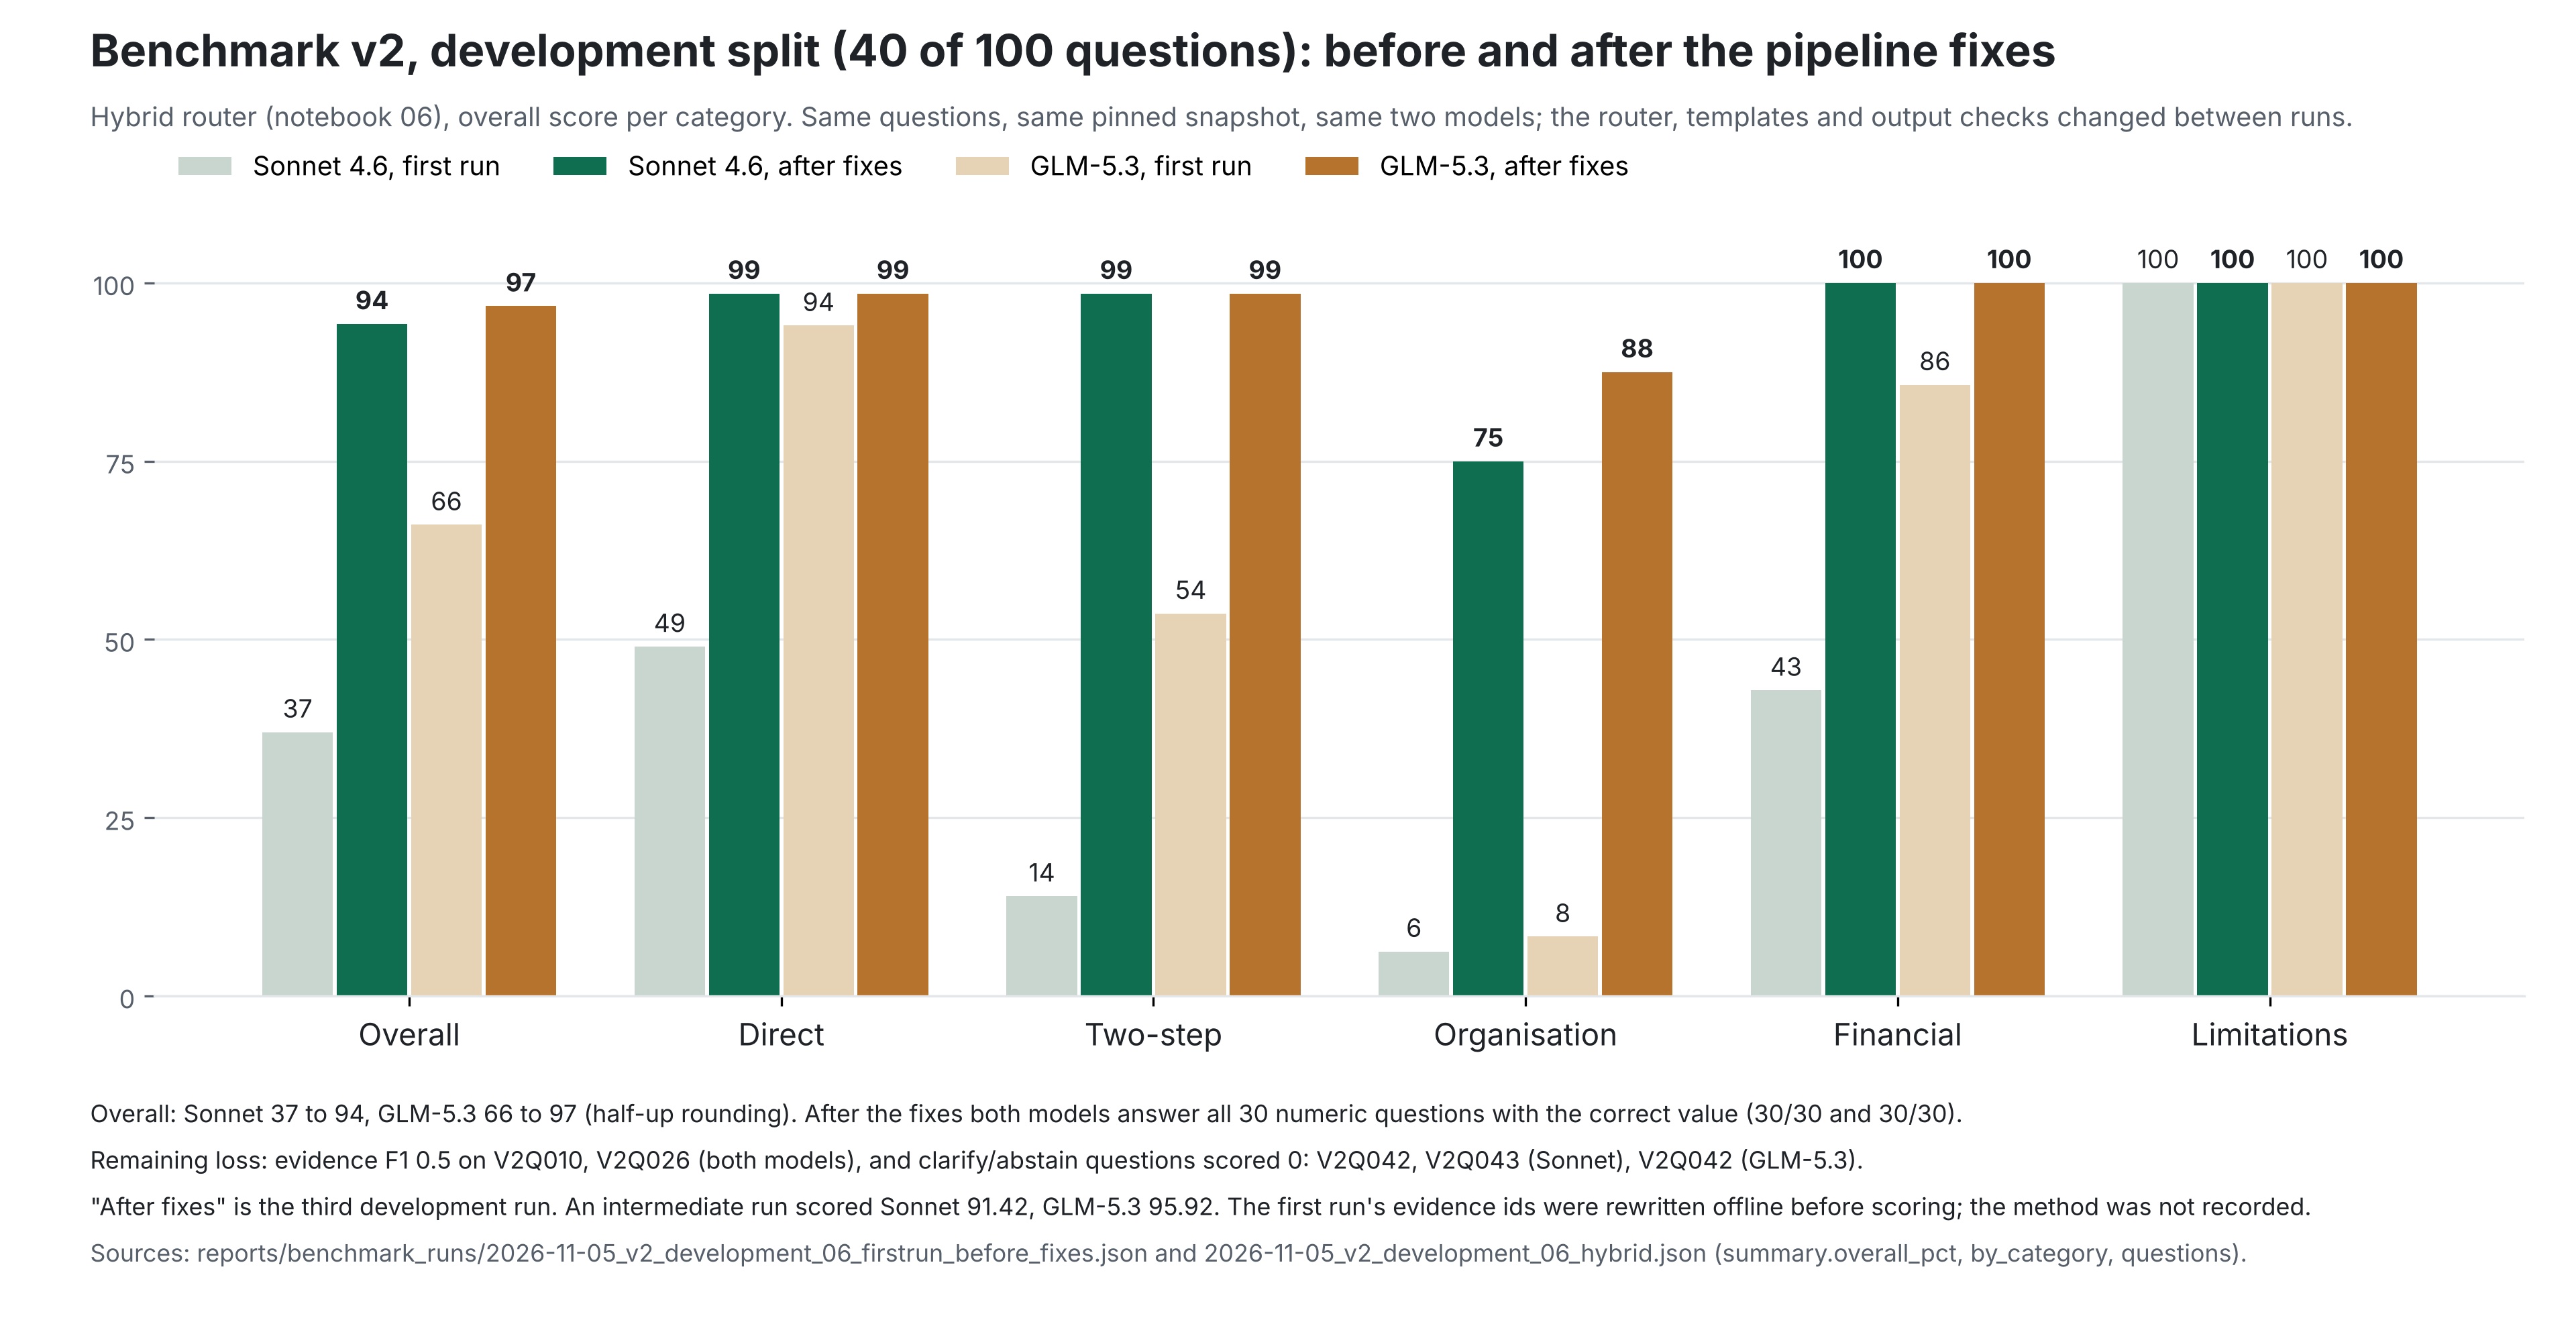 Benchmark v2, development split (40 of 100 questions): before and after the pipeline fixes
Hybrid router (notebook 06), overall score per category. Same questions, same pinned snapshot, same two models; the router, templates and output checks changed between runs.
Sonnet 4.6, first run
Sonnet 4.6, after fixes
GLM-5.3, first run
GLM-5.3, after fixes
100
75
50
25
0
37
94
66
97
49
99
94
99
14
99
54
99
6
75
8
88
43
100
86
100
100
100
100
100
Overall
Direct
Two-step
Organisation
Financial
Limitations
Overall: Sonnet 37 to 94, GLM-5.3 66 to 97 (half-up rounding). After the fixes both models answer all 30 numeric questions with the correct value (30/30 and 30/30).
Remaining loss: evidence F1 0.5 on V2Q010, V2Q026 (both models), and clarify/abstain questions scored 0: V2Q042, V2Q043 (Sonnet), V2Q042 (GLM-5.3).
"After fixes" is the third development run. An intermediate run scored Sonnet 91.42, GLM-5.3 95.92. The first run's evidence ids were rewritten offline before scoring; the method was not recorded.
Sources: reports/benchmark_runs/2026-11-05_v2_development_06_firstrun_before_fixes.json and 2026-11-05_v2_development_06_hybrid.json (summary.overall_pct, by_category, questions).